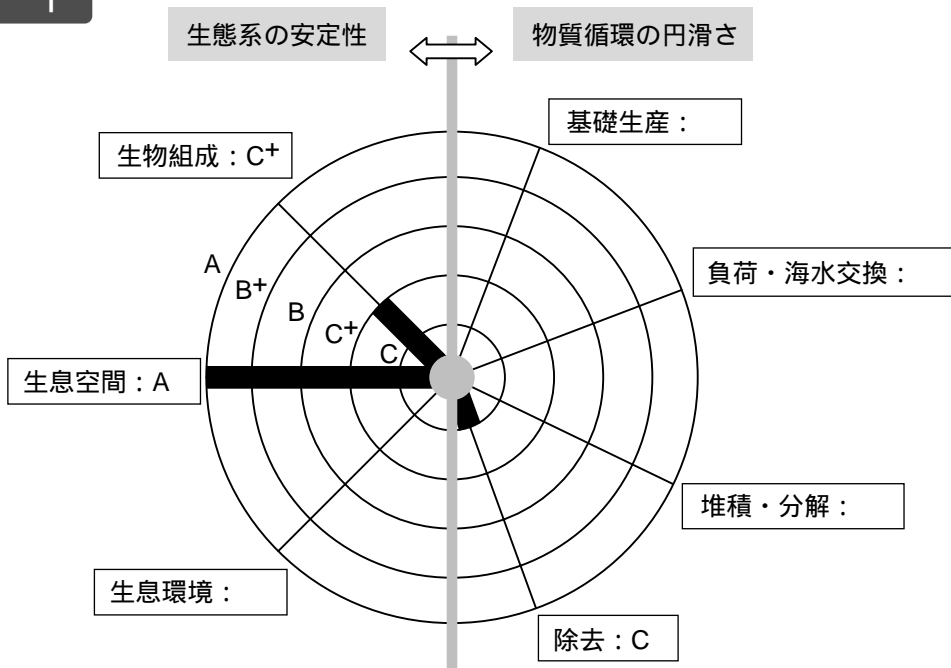 生態系の安定性
物質循環の円滑さ
基礎生産：
生物組成：C+
負荷・海水交換：
A
B+
B
C+
C
生息空間：A
堆積・分解：
生息環境：
除去：C